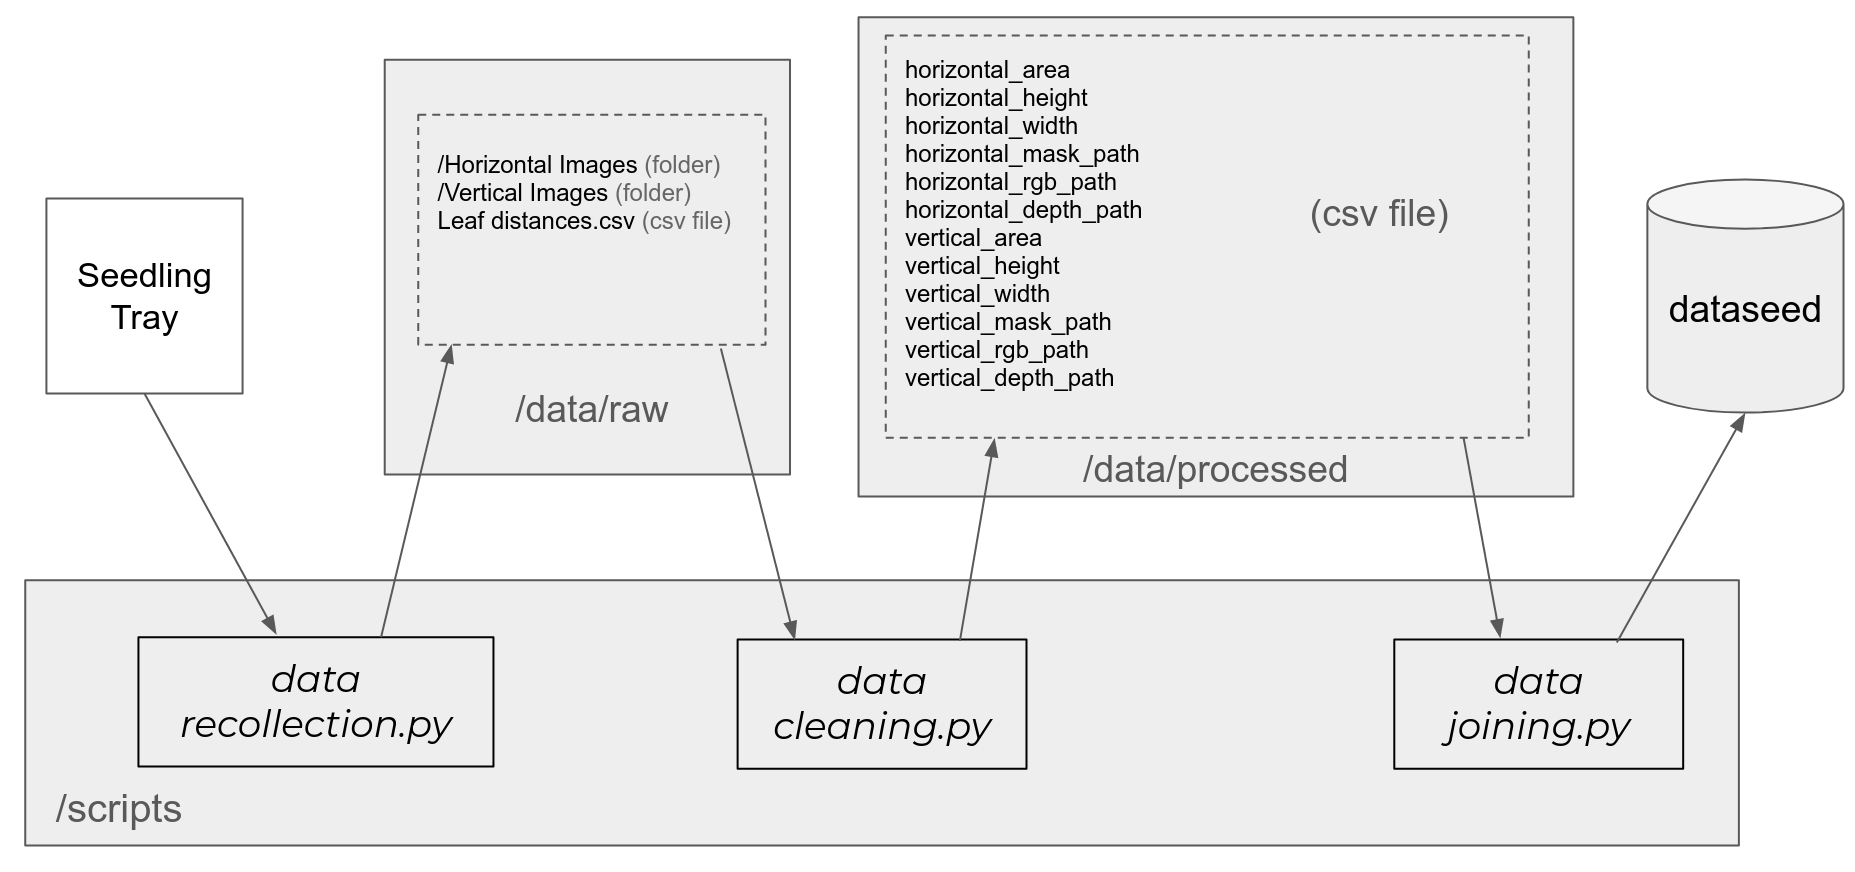 Seedling
Tray
/Horizontal Images (folder)
/Vertical Images (folder)
Leaf distances.csv (csv file)
/data/raw
horizontal_area
horizontal_height
horizontal_width
horizontal_mask_path
horizontal_rgb_path
horizontal_depth_path
vertical_area
vertical_height
vertical_width
vertical_mask_path
vertical_rgb_path
vertical_depth_path
(csv file)
/data/processed
dataseed
data
recollection.py
data
cleaning.py
data
joining.py
/scripts